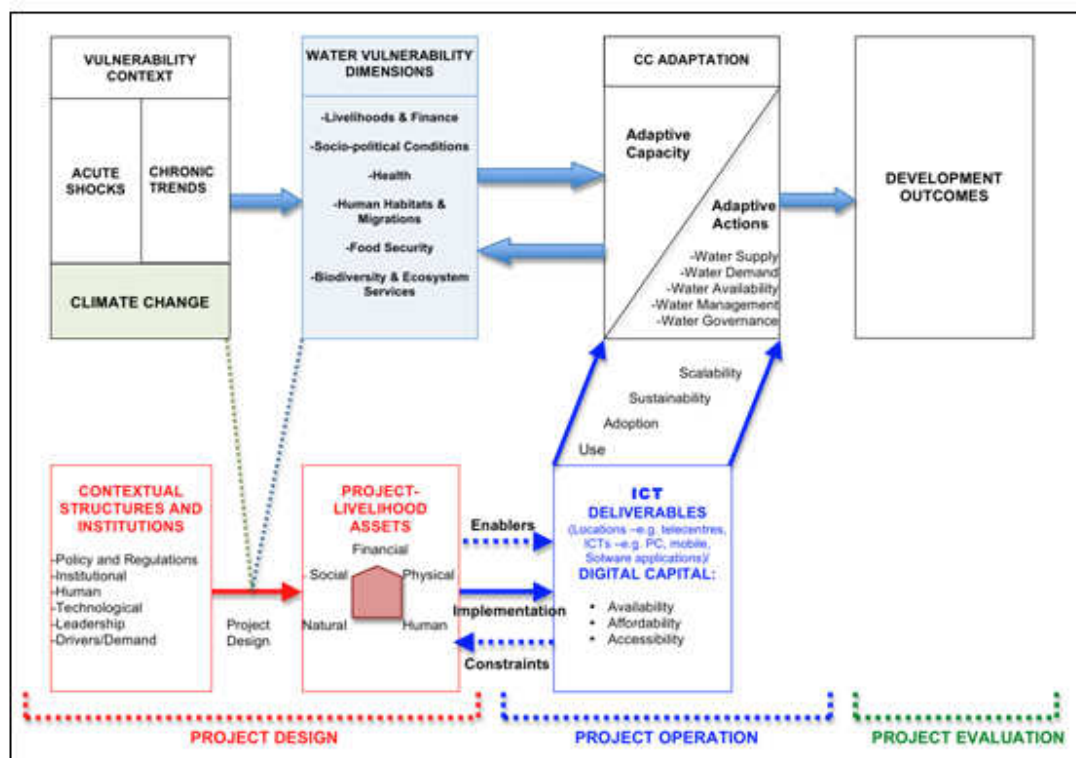 VULNERABILITY
CONTEXT
ACUTE
SHOCKS
CHRONIC
TRENDS
CLIMATE CHANGE
WATER VULNERABILITY
DIMENSIONS
-Livelihoods & Finance
-Socio-political Conditions
-Health
-Human Habitats &
Migrations
-Food Security
-Biodiversity & Ecosystem
Services
CC ADAPTATION
Adaptive
Capacity
Adaptive
Actions
-Water Supply
-Water Demand
-Water Availability
-Water Management
-Water Governance
DEVELOPMENT
OUTCOMES
Scalability
Sustainability
Adoption
Use
CONTEXTUAL
STRUCTURES AND
INSTITUTIONS
-Policy and Regulations
-Institutional
-Human
-Technological
-Leadership
-Drivers/Demand
Project
Design
PROJECT-
LIVELIHOOD
ASSETS
Financial
Social
Physical
Natural
Human
Enablers
Implementation
Constraints
ICT
DELIVERABLES
(Locations –e.g. telecentres,
ICTs –e.g. PC, mobile,
Sotware applications)/
DIGITAL CAPITAL:
• Availability
• Affordability
• Accessibility
PROJECT DESIGN
PROJECT OPERATION
PROJECT EVALUATION